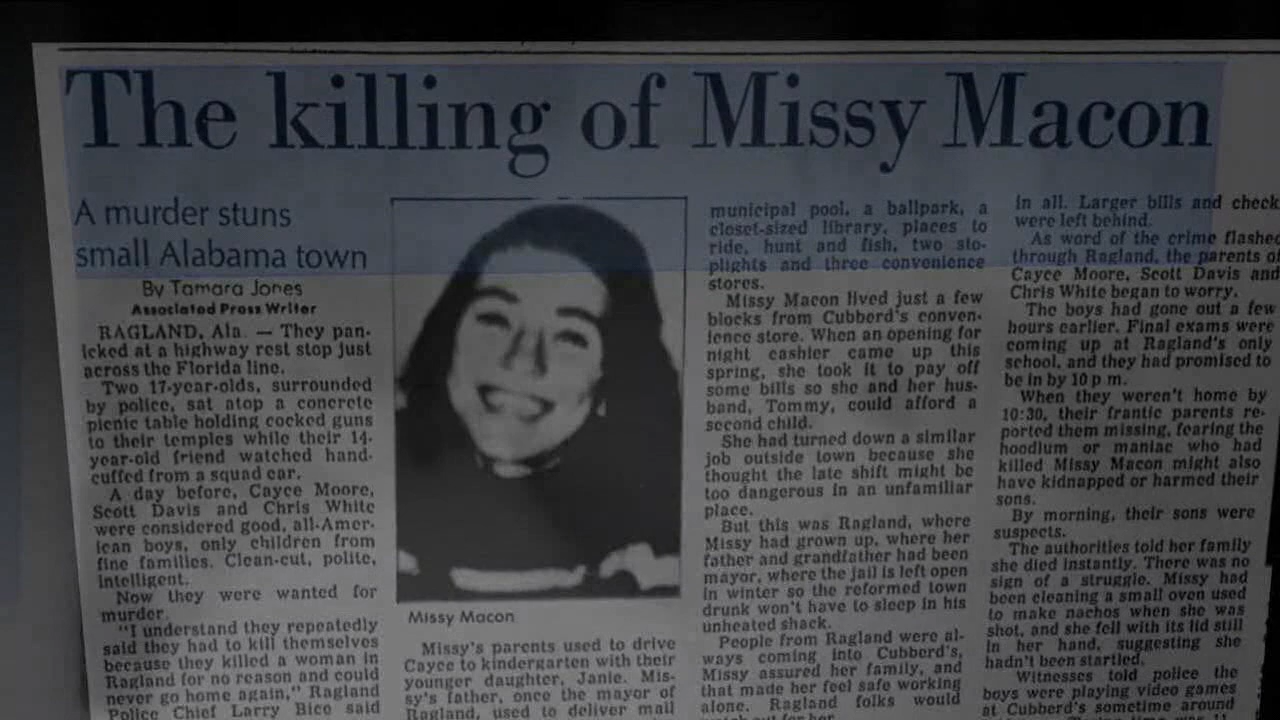 The killing of Missy Macon
A murder stuns
small Alabama town
By Tamara Jones
Associated Press Writer
RAGLAND, Ala. — They pan-
icked at a highway rest stop just
across the Florida line.
Two 17-year-olds, surrounded
by police, sat atop a concrete
picnic table holding cocked guns
to their temples while their 14-
year-old friend watched hand-
cuffed from a squad car.
A day before, Cayce Moore,
Scott Davis and Chris White
were considered good, all-Amer-
ican boys, only children from
fine families. Clean-cut, polite,
intelligent.
Now they were wanted for
murder.
"I understand they repeatedly
said they had to kill themselves
because they killed a woman in
Ragland for no reason and could
never go home again," Ragland
Police Chief Larry Bice said
Missy Macon
Missy's parents used to drive
Cayce to kindergarten with their
younger daughter, Janie. Mis-
sy's father, once the mayor of
Ragland, used to deliver mail
municipal pool, a ballpark, a
closet-sized library, places to
ride, hunt and fish, two sto-
plights and three convenience
stores.
Missy Macon lived just a few
blocks from Cubberd's conven-
ience store. When an opening for
night cashier came up this
spring, she took it to pay off
some bills so she and her hus-
band, Tommy, could afford a
second child.
She had turned down a similar
job outside town because she
thought the late shift might be
too dangerous in an unfamiliar
place.
But this was Ragland, where
Missy had grown up, where her
father and grandfather had been
mayor, where the jail is left open
in winter so the reformed town
drunk won't have to sleep in his
unheated shack.
People from Ragland were al-
ways coming into Cubberd's,
Missy assured her family, and
that made her feel safe working
alone. Ragland folks would
watch out for her
in all. Larger bills and check
were left behind.
As word of the crime flashed
through Ragland, the parents of
Cayce Moore, Scott Davis and
Chris White began to worry.
The boys had gone out a few
hours earlier. Final exams were
coming up at Ragland's only
school, and they had promised to
be in by 10 p m.
When they weren't home by
10:30, their frantic parents re-
ported them missing, fearing the
hoodlum or maniac who had
killed Missy Macon might also
have kidnapped or harmed their
sons.
By morning, their sons were
suspects.
The authorities told her family
she died instantly. There was no
sign of a struggle. Missy had
been cleaning a small oven used
to make nachos when she was
shot, and she fell with its lid still
in her hand, suggesting she
hadn't been startled.
Witnesses told police the
boys were playing video games
at Cubberd's sometime around